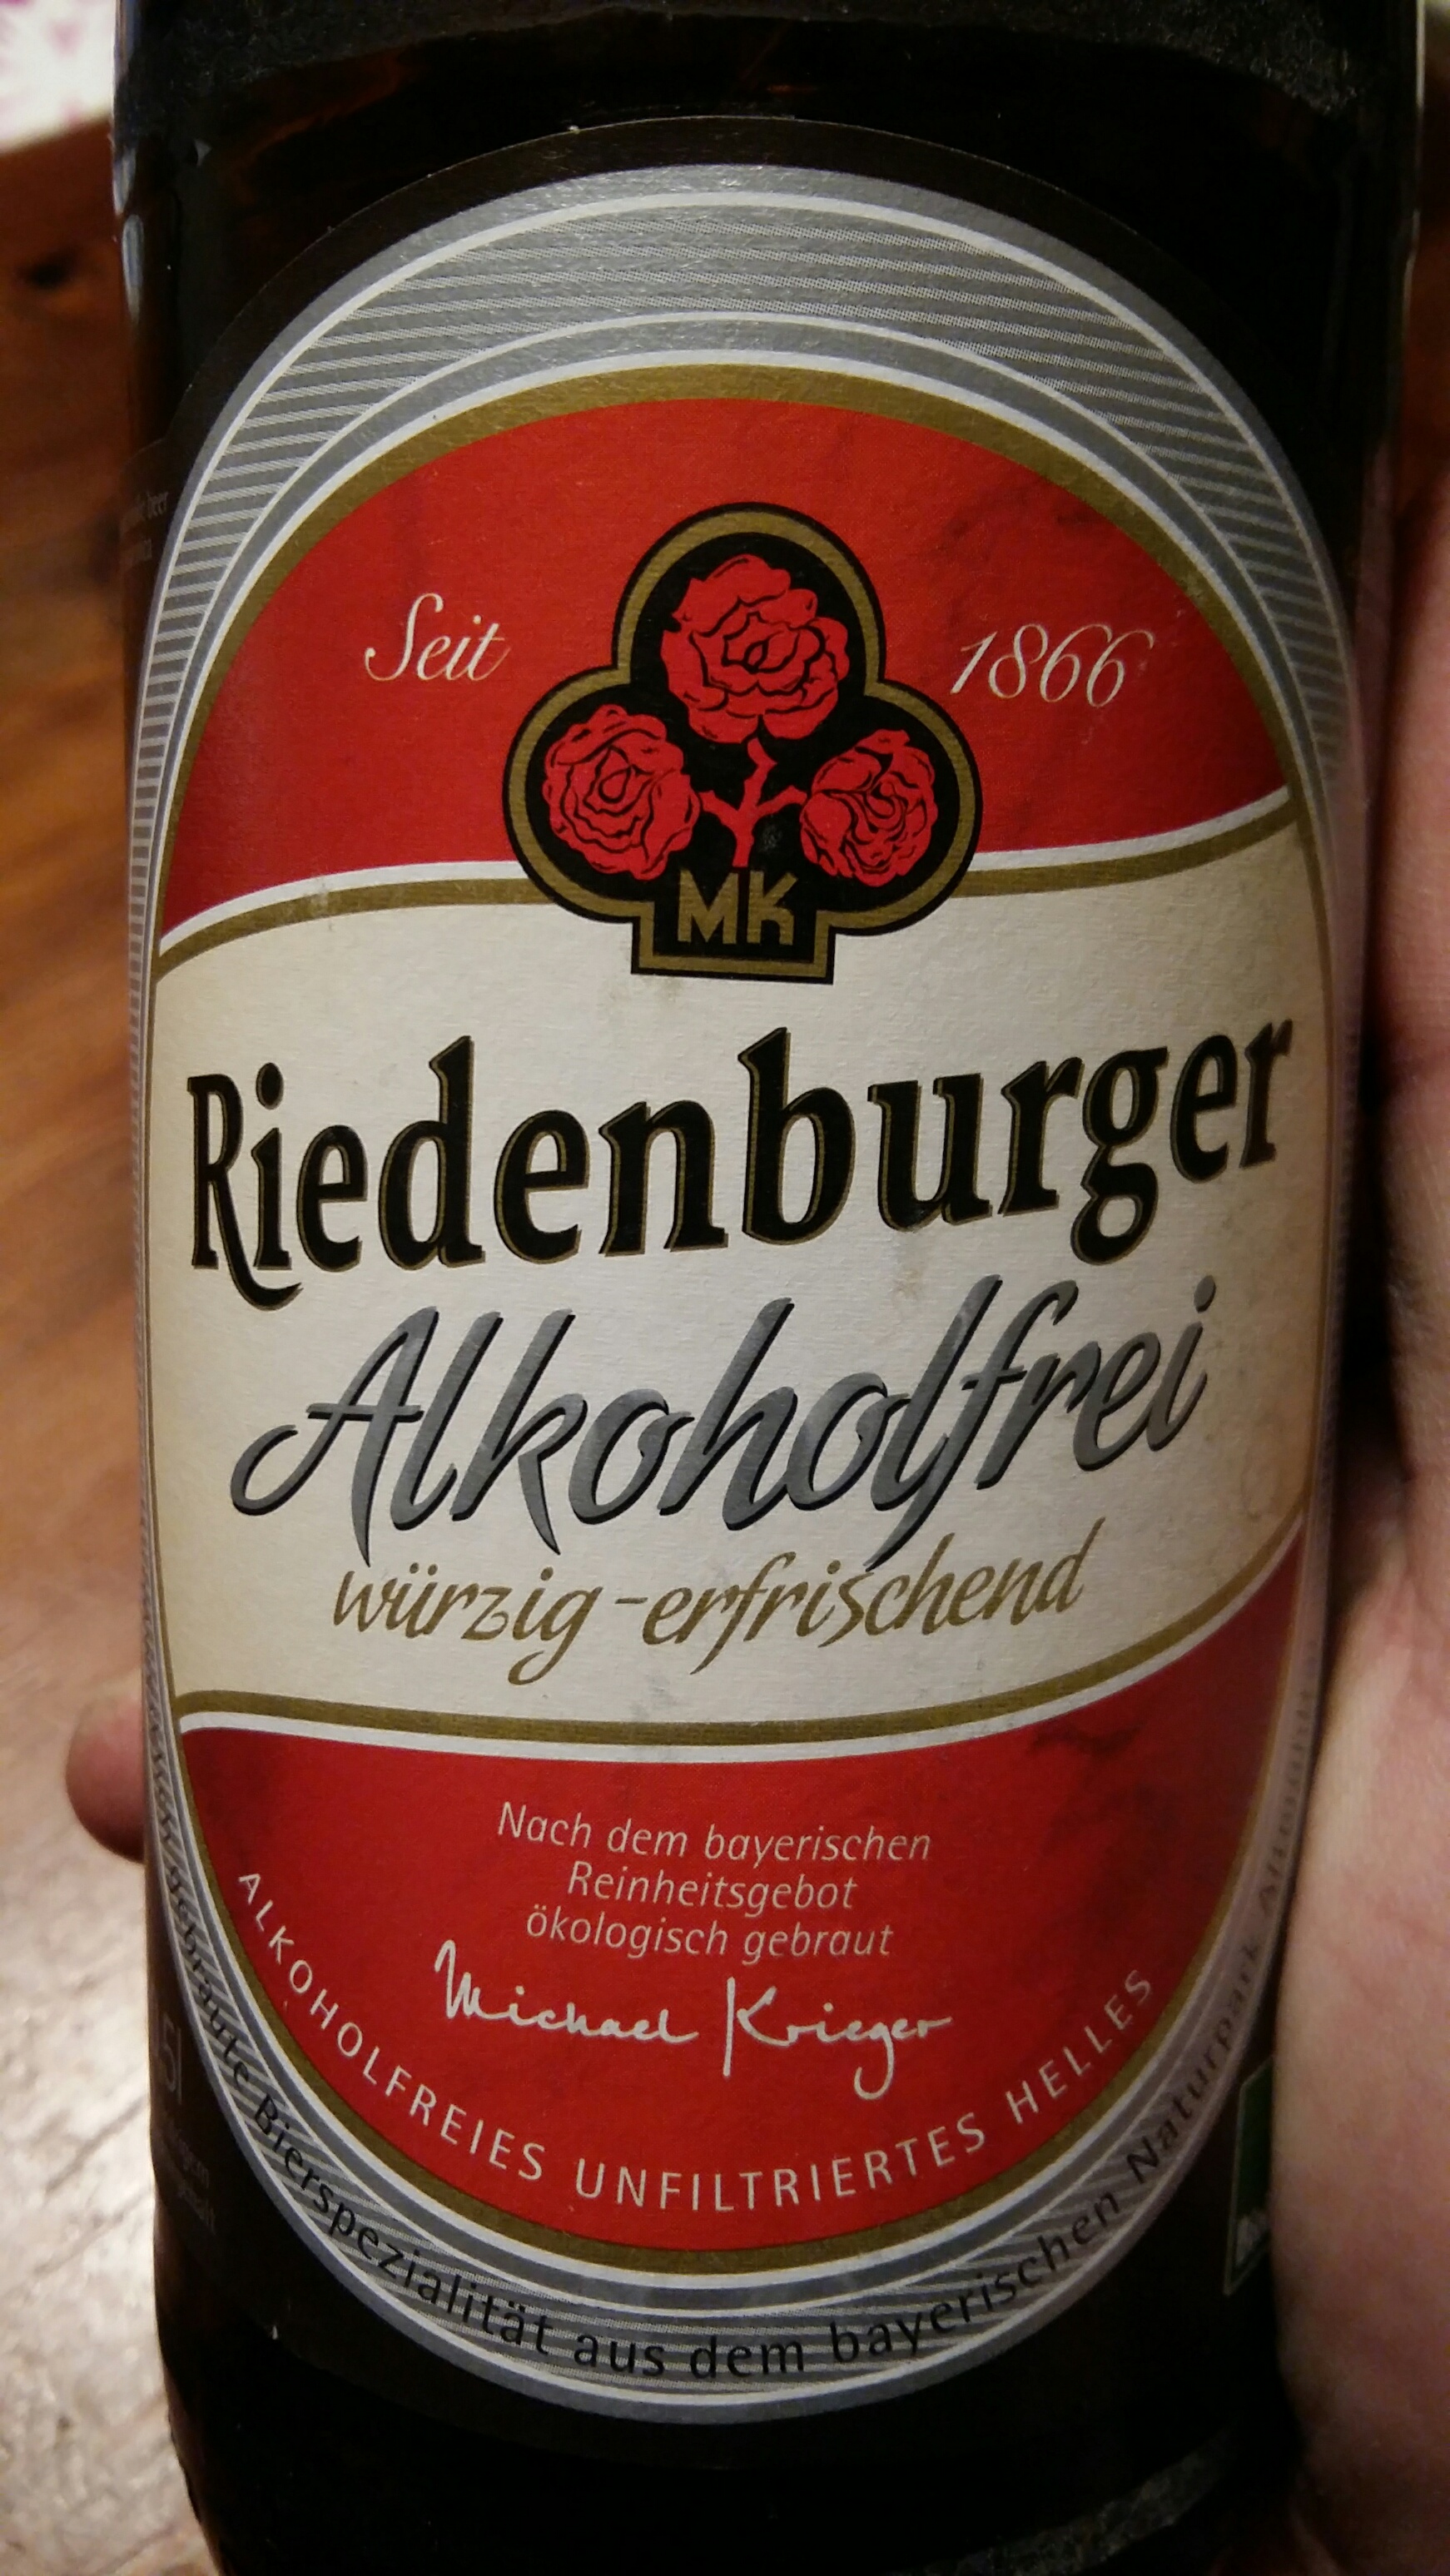 Seit 1866
MK
Riedenburger
Alkoholfrei
würzig-erfrischend
Nach dem bayerischen
Reinheitsgebot
ökologisch gebraut
Michael Krieger
ALKOHOLFREIES UNFILTRIERTES HELLES
gebraute Bierspezialität aus dem bayerischen Naturpark